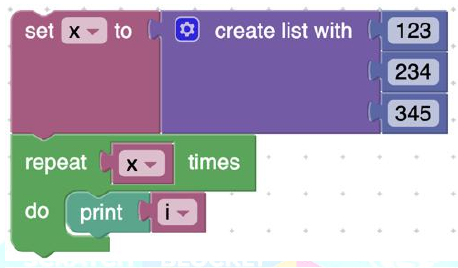 set x to create list with 123
234
345
repeat x times
do print i